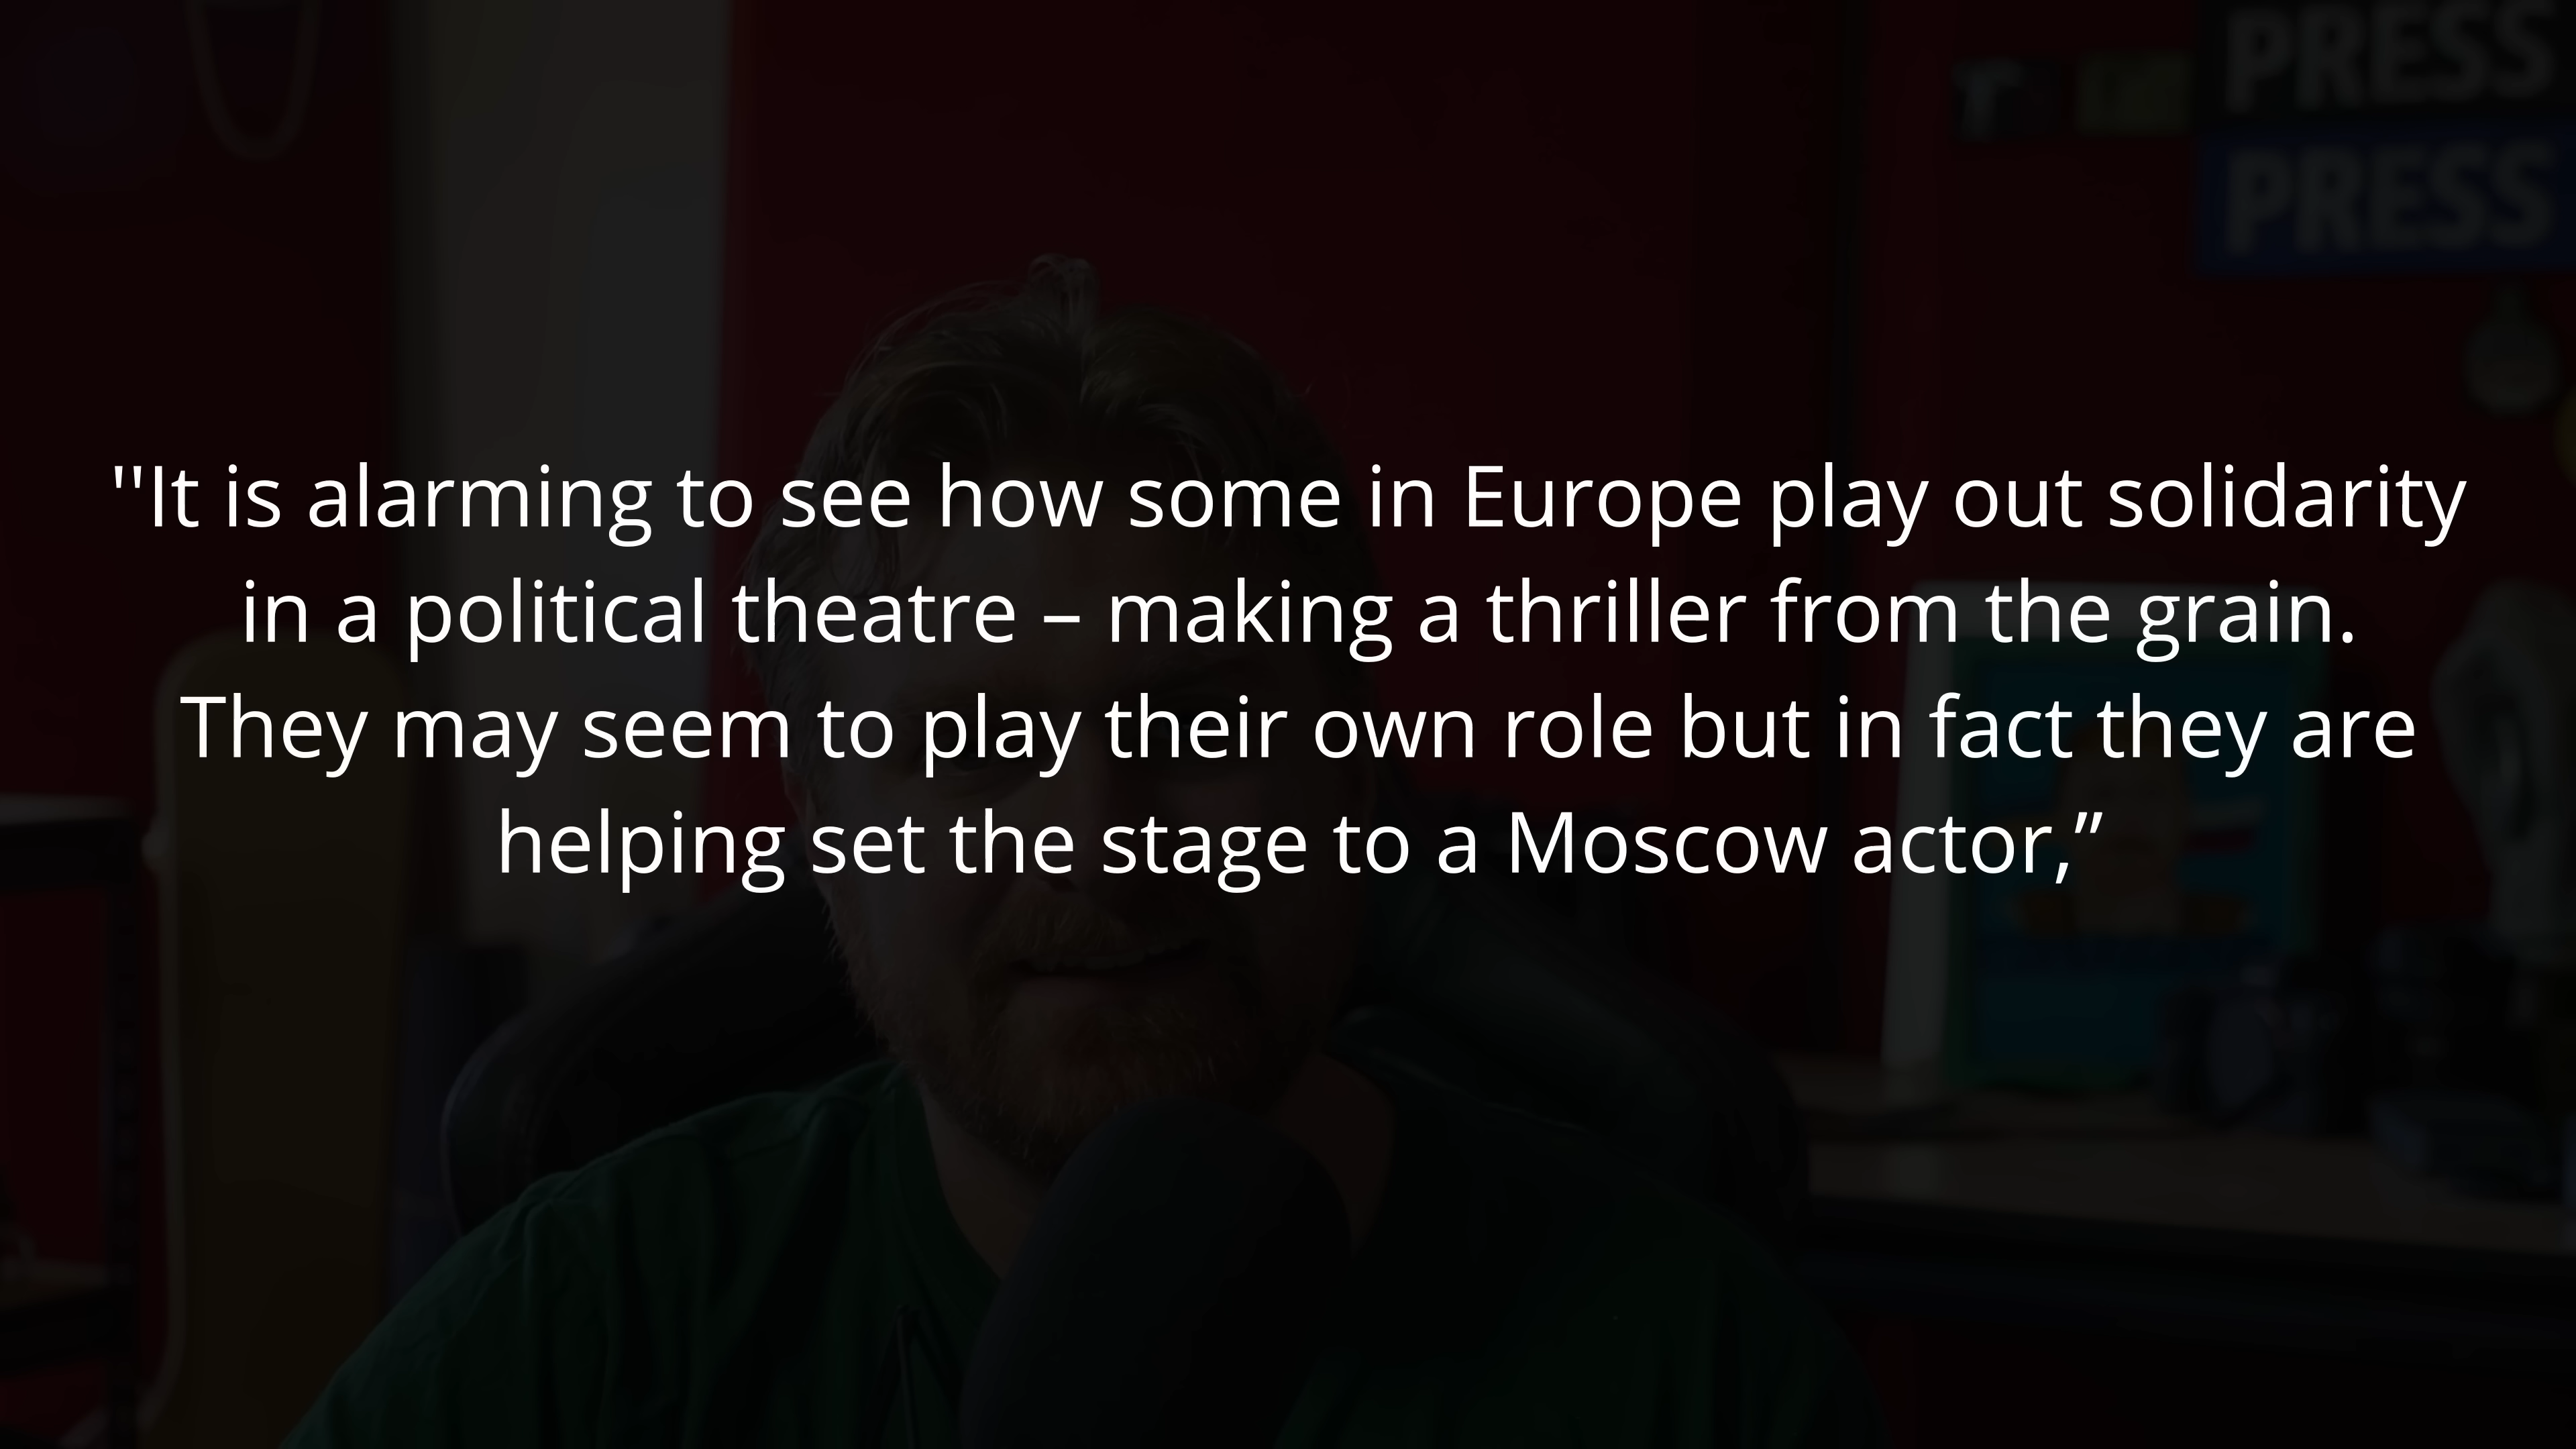 PRESS
PRESS
''It is alarming to see how some in Europe play out solidarity
in a political theatre – making a thriller from the grain.
They may seem to play their own role but in fact they are
helping set the stage to a Moscow actor,”